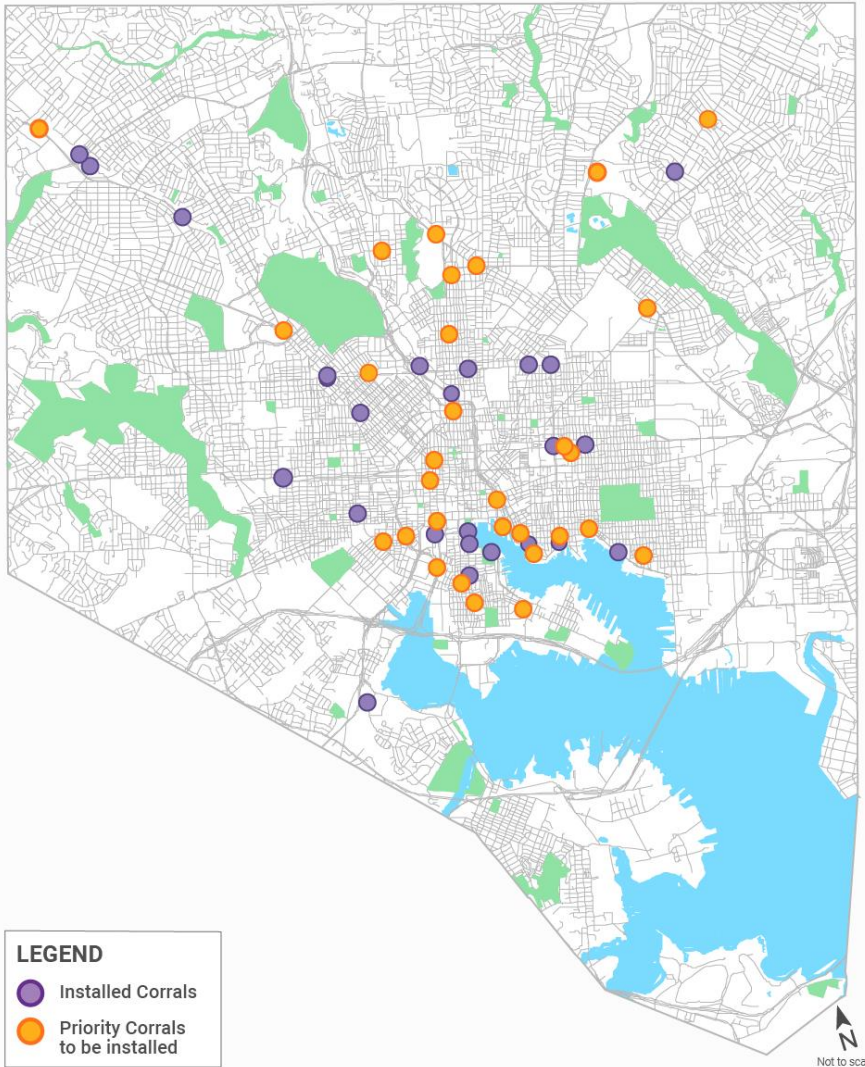 LEGEND
Installed Corrals
Priority Corrals
to be installed
N
Not to sca